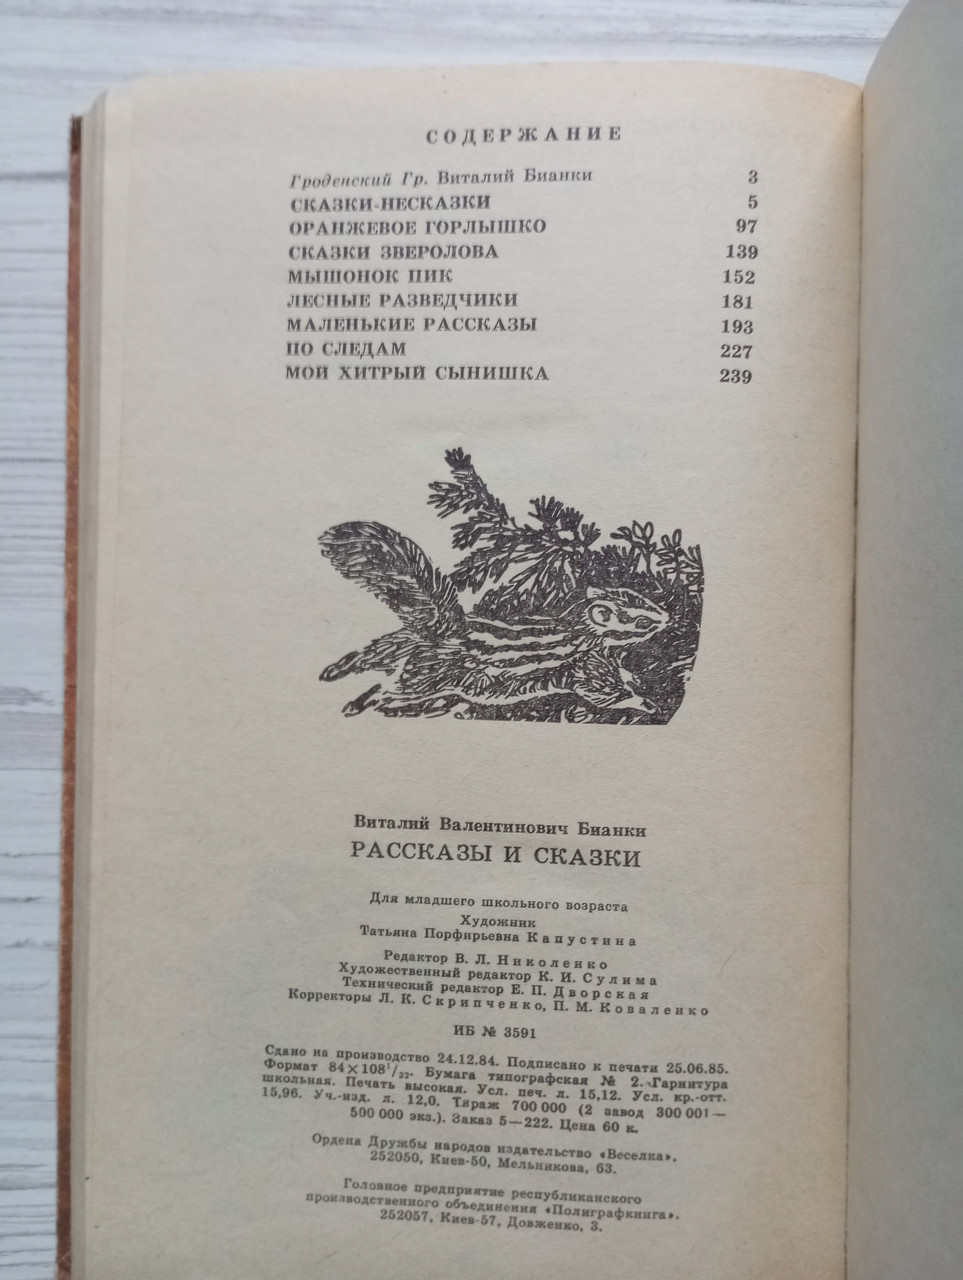 СОДЕРЖАНИЕ
Гроденский Гр. Виталий Бианки 3
СКАЗКИ-НЕСКАЗКИ 5
ОРАНЖЕВОЕ ГОРЛЫШКО 97
СКАЗКИ ЗВЕРОЛОВА 139
МЫШОНОК ПИК 152
ЛЕСНЫЕ РАЗВЕДЧИКИ 181
МАЛЕНЬКИЕ РАССКАЗЫ 193
ПО СЛЕДАМ 227
МОЙ ХИТРЫЙ СЫНИШКА 239
Виталий Валентинович Бианки
РАССКАЗЫ И СКАЗКИ
Для младшего школьного возраста
Художник
Татьяна Порфирьевна Капустина
Редактор В. Л. Николенко
Художественный редактор К. И. Сулима
Технический редактор Е. П. Дворская
Корректоры Л. К. Скрипченко, П. М. Коваленко
ИБ № 3591
Сдано на производство 24.12.84. Подписано к печати 25.06.85.
Формат 84×108¹/₃₂. Бумага типографская № 2. Гарнитура
школьная. Печать высокая. Усл. печ. л. 15,12. Усл. кр.-отт.
15,96. Уч.-изд. л. 12,0. Тираж 700 000 (2 завод 300 001—
500 000 экз.). Заказ 5—222. Цена 60 к.
Ордена Дружбы народов издательство «Веселка».
252050, Киев-50, Мельникова, 63.
Головное предприятие республиканского
производственного объединения «Полиграфкнига».
252057, Киев-57, Довженко, 3.